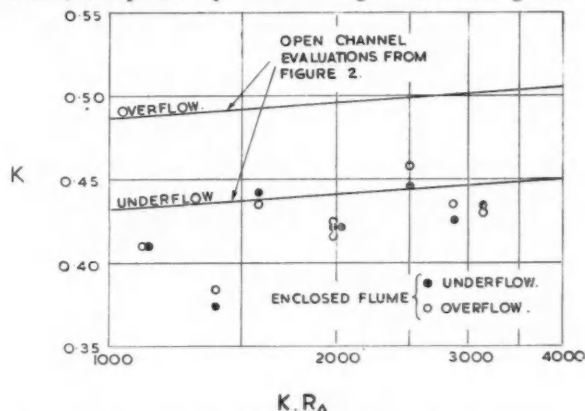 0·55
OPEN CHANNEL
EVALUATIONS FROM
FIGURE 2.
0·50
OVERFLOW.
K
0·45
UNDERFLOW
0·40
ENCLOSED FLUME
UNDERFLOW.
OVERFLOW.
0·35
1000
2000
3000
4000
K.R